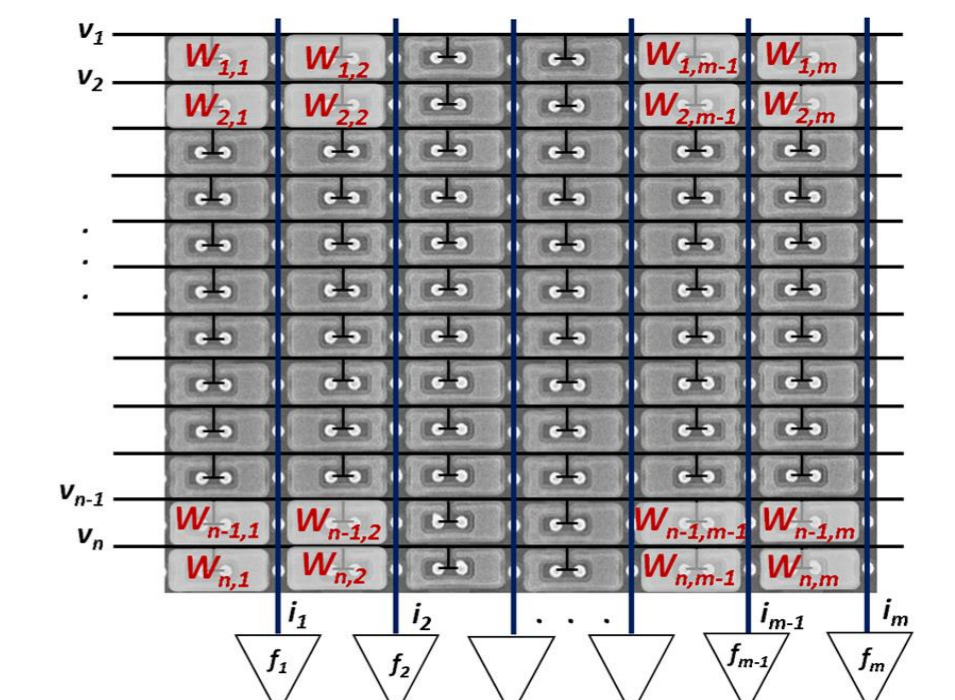 v1
W1,1 W1,2 W1,m-1 W1,m
v2
W2,1 W2,2 W2,m-1 W2,m
.
.
.
vn-1
Wn-1,1 Wn-1,2 Wn-1,m-1 Wn-1,m
vn
Wn,1 Wn,2 Wn,m-1 Wn,m
i1 i2 . . . im-1 im
f1 f2 fm-1 fm